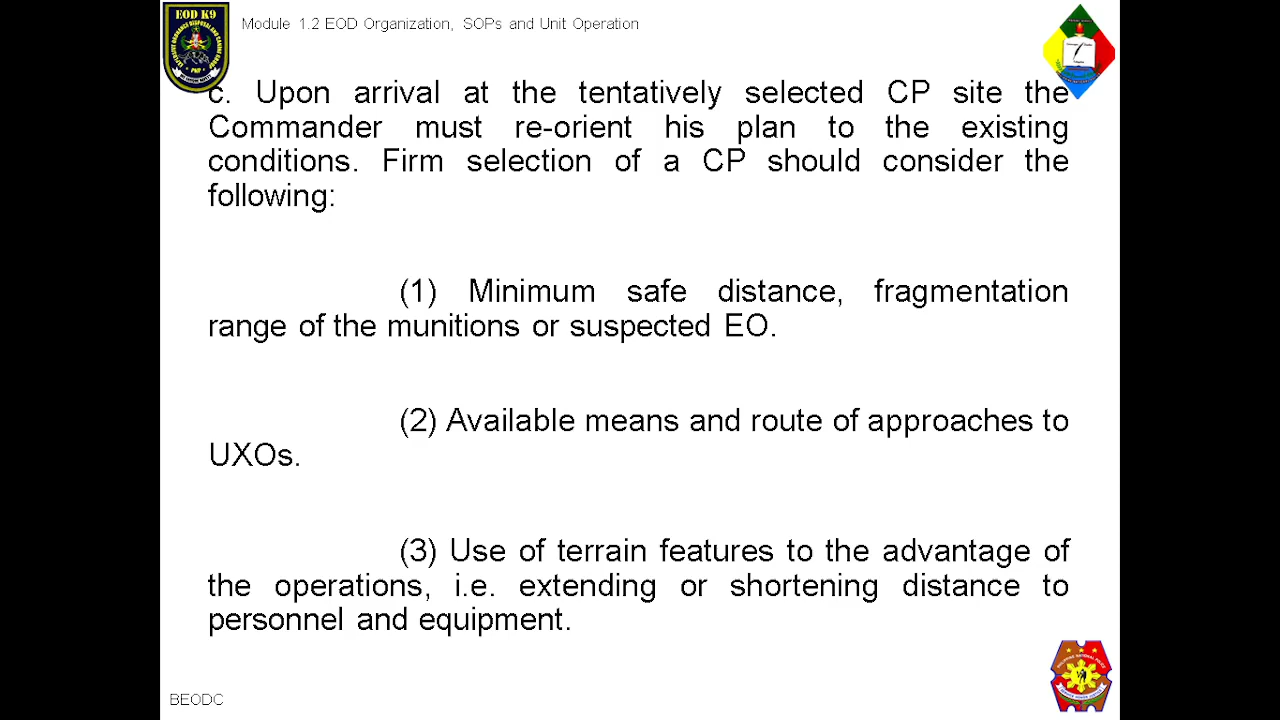 EOD K9
Module 1.2 EOD Organization, SOPs and Unit Operation
c. Upon arrival at the tentatively selected CP site the
Commander must re-orient his plan to the existing
conditions. Firm selection of a CP should consider the
following:
(1) Minimum safe distance, fragmentation
range of the munitions or suspected EO.
(2) Available means and route of approaches to
UXOs.
(3) Use of terrain features to the advantage of
the operations, i.e. extending or shortening distance to
personnel and equipment.
BEODC